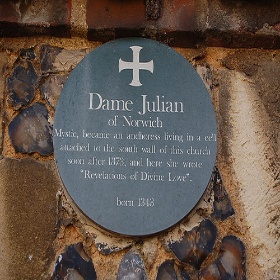 Dame Julian
of Norwich
Mystic, became an anchoress living in a cell
attached to the south wall of this church
soon after 1373, and here she wrote
"Revelations of Divine Love".
born 1343